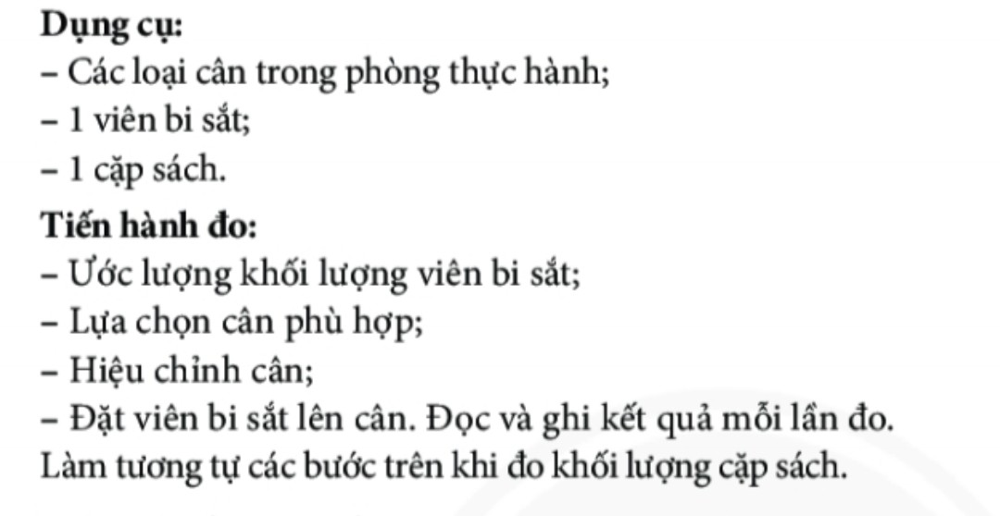 Dụng cụ:
– Các loại cân trong phòng thực hành;
– 1 viên bi sắt;
– 1 cặp sách.
Tiến hành đo:
– Ước lượng khối lượng viên bi sắt;
– Lựa chọn cân phù hợp;
– Hiệu chỉnh cân;
– Đặt viên bi sắt lên cân. Đọc và ghi kết quả mỗi lần đo.
Làm tương tự các bước trên khi đo khối lượng cặp sách.